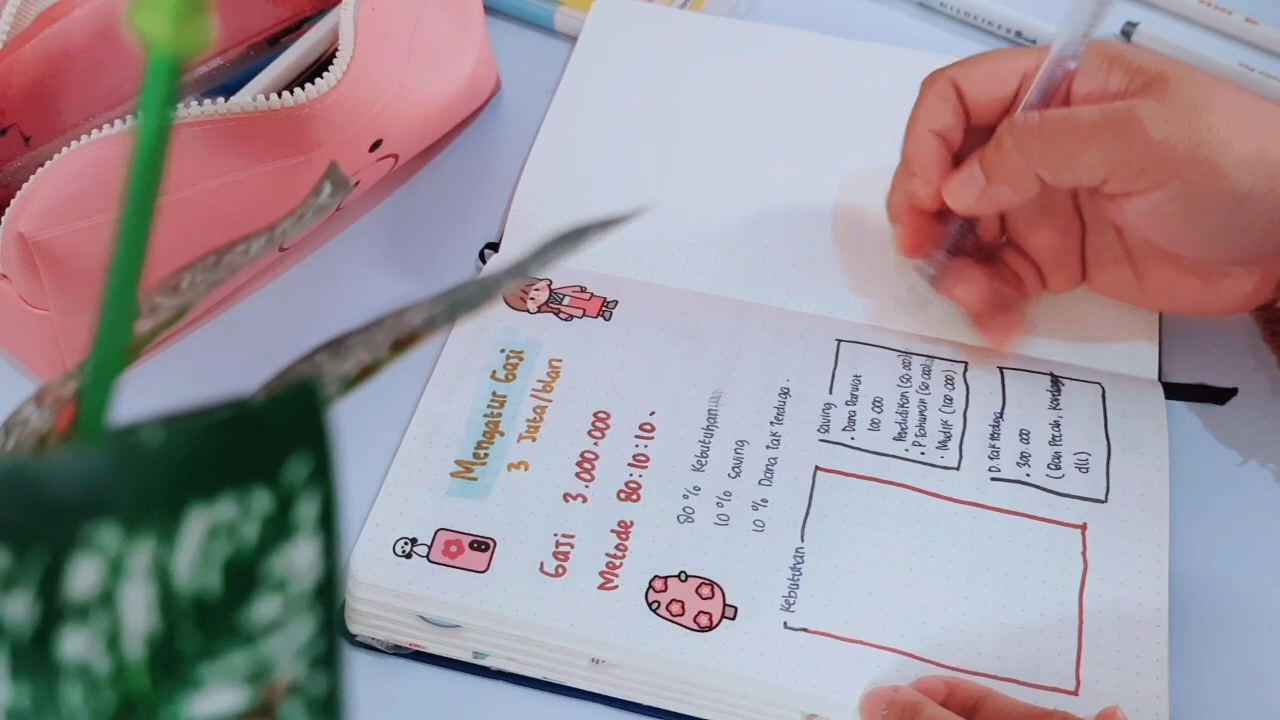 Mengatur Gaji
3 Juta/blan
Gaji 3.000.000
Metode 80:10:10.
80% Kebutuhan
10% Saving
10% Dana tak terduga.
Kebutuhan
Saving
• Dana Darurat
100 000
• Pendidikan (50 000)
• P. Tahunan (50 000)
• Mudik (100 000)
D. tak terduga
• 300 000
(Ban Pecah, Kondangan
dll)